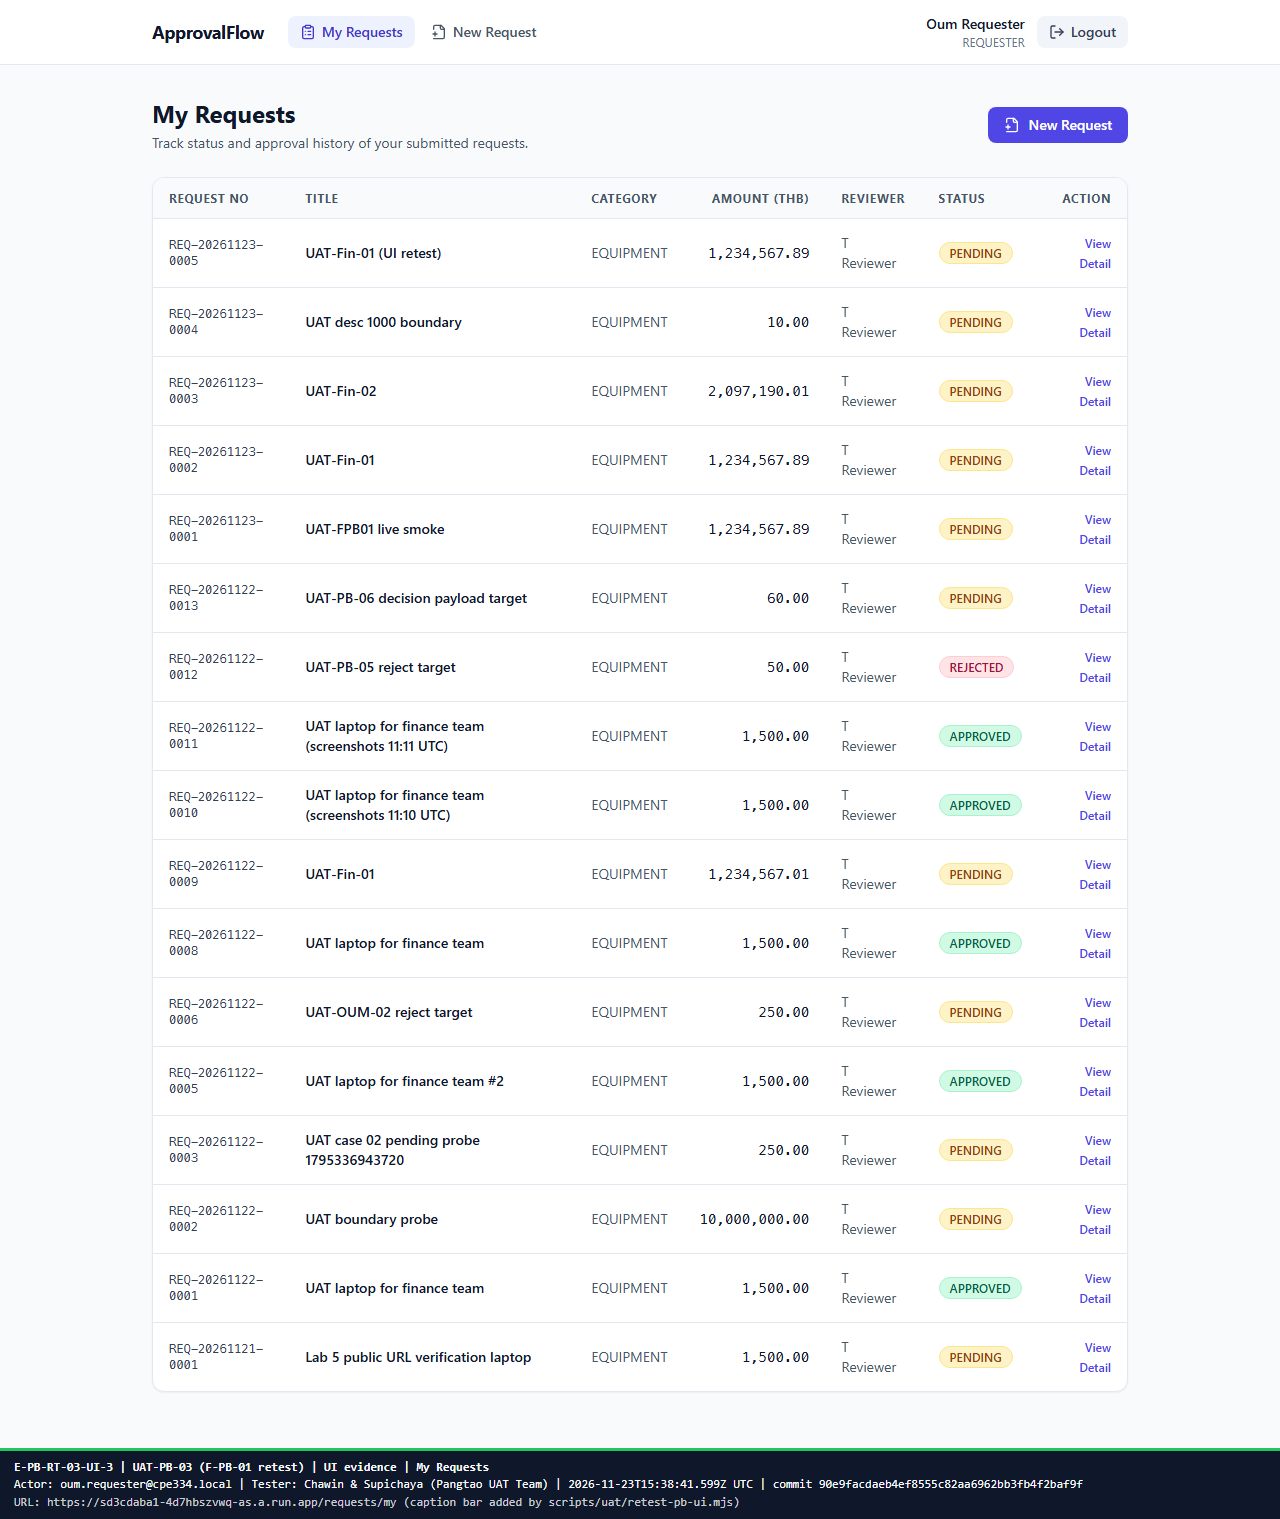 ApprovalFlow
My Requests
New Request
Oum Requester
REQUESTER
Logout
My Requests
Track status and approval history of your submitted requests.
New Request
REQUEST NO TITLE CATEGORY AMOUNT (THB) REVIEWER STATUS ACTION
REQ-20261123-0005 UAT-Fin-01 (UI retest) EQUIPMENT 1,234,567.89 T Reviewer PENDING View Detail
REQ-20261123-0004 UAT desc 1000 boundary EQUIPMENT 10.00 T Reviewer PENDING View Detail
REQ-20261123-0003 UAT-Fin-02 EQUIPMENT 2,097,190.01 T Reviewer PENDING View Detail
REQ-20261123-0002 UAT-Fin-01 EQUIPMENT 1,234,567.89 T Reviewer PENDING View Detail
REQ-20261123-0001 UAT-FPB01 live smoke EQUIPMENT 1,234,567.89 T Reviewer PENDING View Detail
REQ-20261122-0013 UAT-PB-06 decision payload target EQUIPMENT 60.00 T Reviewer PENDING View Detail
REQ-20261122-0012 UAT-PB-05 reject target EQUIPMENT 50.00 T Reviewer REJECTED View Detail
REQ-20261122-0011 UAT laptop for finance team (screenshots 11:11 UTC) EQUIPMENT 1,500.00 T Reviewer APPROVED View Detail
REQ-20261122-0010 UAT laptop for finance team (screenshots 11:10 UTC) EQUIPMENT 1,500.00 T Reviewer APPROVED View Detail
REQ-20261122-0009 UAT-Fin-01 EQUIPMENT 1,234,567.01 T Reviewer PENDING View Detail
REQ-20261122-0008 UAT laptop for finance team EQUIPMENT 1,500.00 T Reviewer APPROVED View Detail
REQ-20261122-0006 UAT-OUM-02 reject target EQUIPMENT 250.00 T Reviewer PENDING View Detail
REQ-20261122-0005 UAT laptop for finance team #2 EQUIPMENT 1,500.00 T Reviewer APPROVED View Detail
REQ-20261122-0003 UAT case 02 pending probe 1795336943720 EQUIPMENT 250.00 T Reviewer PENDING View Detail
REQ-20261122-0002 UAT boundary probe EQUIPMENT 10,000,000.00 T Reviewer PENDING View Detail
REQ-20261122-0001 UAT laptop for finance team EQUIPMENT 1,500.00 T Reviewer APPROVED View Detail
REQ-20261121-0001 Lab 5 public URL verification laptop EQUIPMENT 1,500.00 T Reviewer PENDING View Detail
E-PB-RT-03-UI-3 | UAT-PB-03 (F-PB-01 retest) | UI evidence | My Requests
Actor: oum.requester@cpe334.local | Tester: Chawin & Supichaya (Pangtao UAT Team) | 2026-11-23T15:38:41.599Z UTC | commit 90e9facdaeb4ef8555c82aa6962bb3fb4f2baf9f
URL: https://sd3cdaba1-4d7hbszvwq-as.a.run.app/requests/my (caption bar added by scripts/uat/retest-pb-ui.mjs)